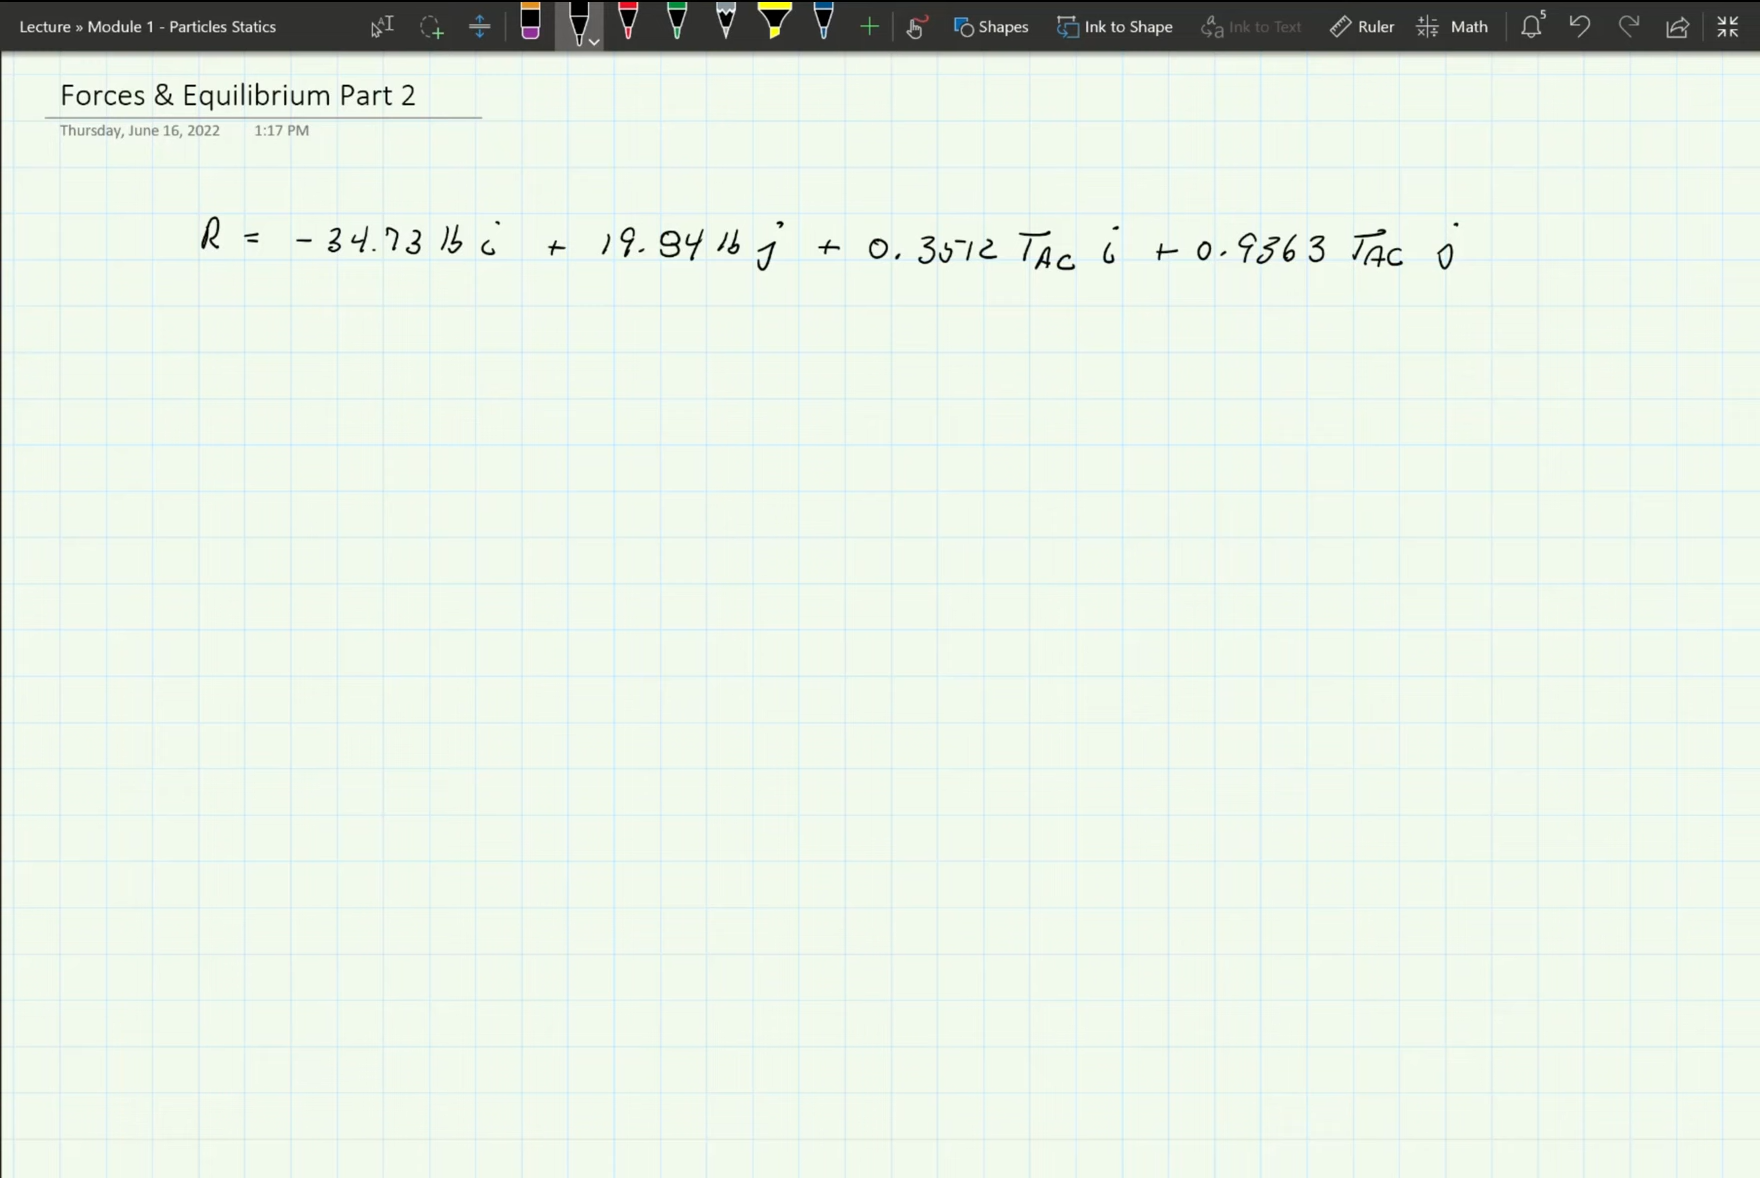 Lecture » Module 1 - Particles Statics
Shapes
Ink to Shape
Ink to Text
Ruler
Math
5
Forces & Equilibrium Part 2
Thursday, June 16, 2022 1:17 PM
R = - 34.73 lb i + 19.84 lb j + 0.3512 TAC i + 0.9363 TAC j